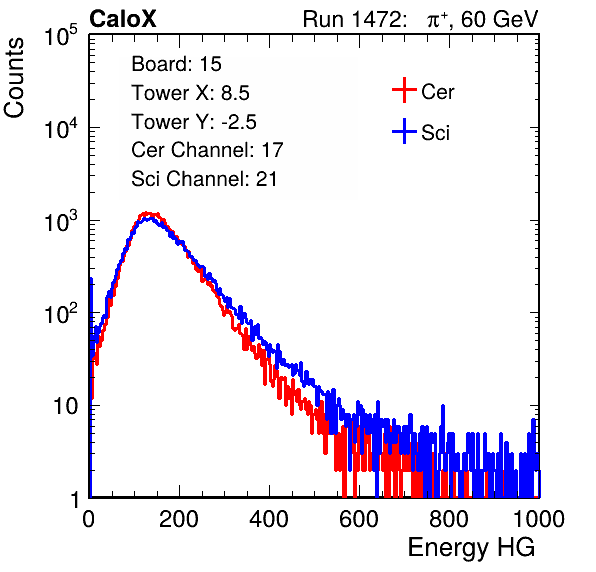 CaloX Run 1472: π⁺, 60 GeV
Counts
10⁵
10⁴
10³
10²
10
1
Board: 15
Tower X: 8.5
Tower Y: -2.5
Cer Channel: 17
Sci Channel: 21
Cer
Sci
0 200 400 600 800 1000
Energy HG